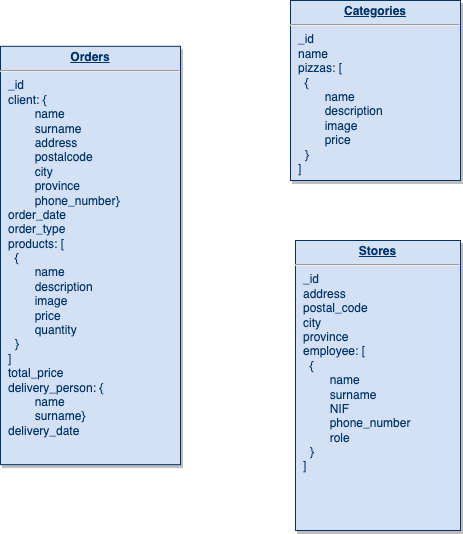 Orders
_id
client: {
name
surname
address
postalcode
city
province
phone_number}
order_date
order_type
products: [
{
name
description
image
price
quantity
}
]
total_price
delivery_person: {
name
surname}
delivery_date
Categories
_id
name
pizzas: [
{
name
description
image
price
}
]
Stores
_id
address
postal_code
city
province
employee: [
{
name
surname
NIF
phone_number
role
}
]